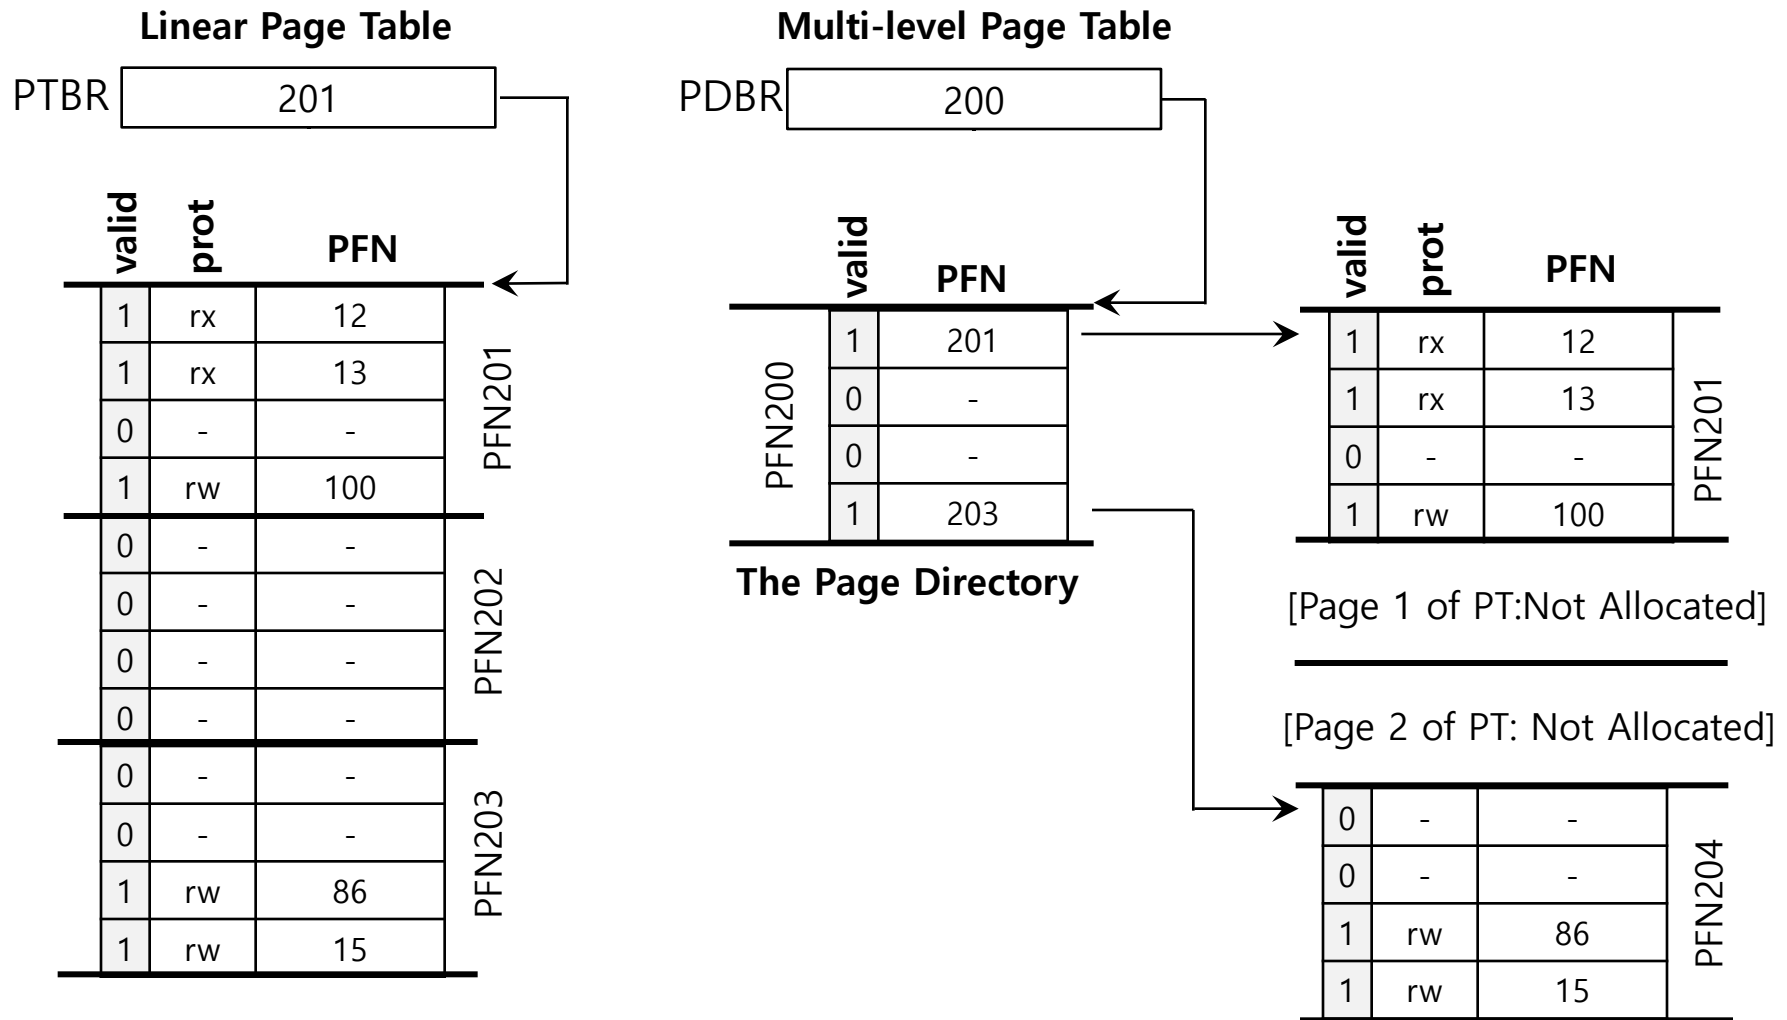 Linear Page Table
PTBR 201
valid prot PFN
1 rx 12
1 rx 13
0 - -
1 rw 100
PFN201
0 - -
0 - -
0 - -
0 - -
PFN202
0 - -
0 - -
1 rw 86
1 rw 15
PFN203
Multi-level Page Table
PDBR 200
valid PFN
PFN200
1 201
0 -
0 -
1 203
The Page Directory
valid prot PFN
1 rx 12
1 rx 13
0 - -
1 rw 100
PFN201
[Page 1 of PT:Not Allocated]
[Page 2 of PT: Not Allocated]
0 - -
0 - -
1 rw 86
1 rw 15
PFN204